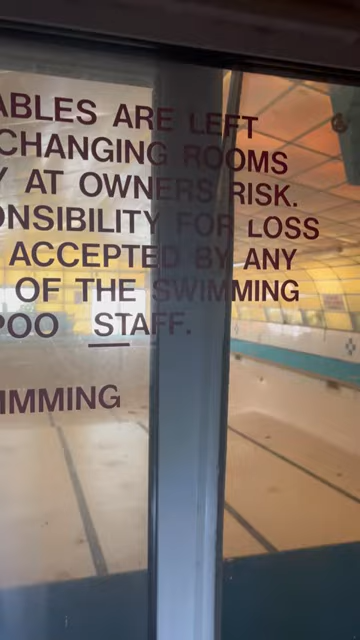 ABLES ARE LEFT
CHANGING ROOMS
Y AT OWNERS RISK.
ONSIBILITY FOR LOSS
ACCEPTED BY ANY
OF THE SWIMMING
POO STAFF.
IMMING